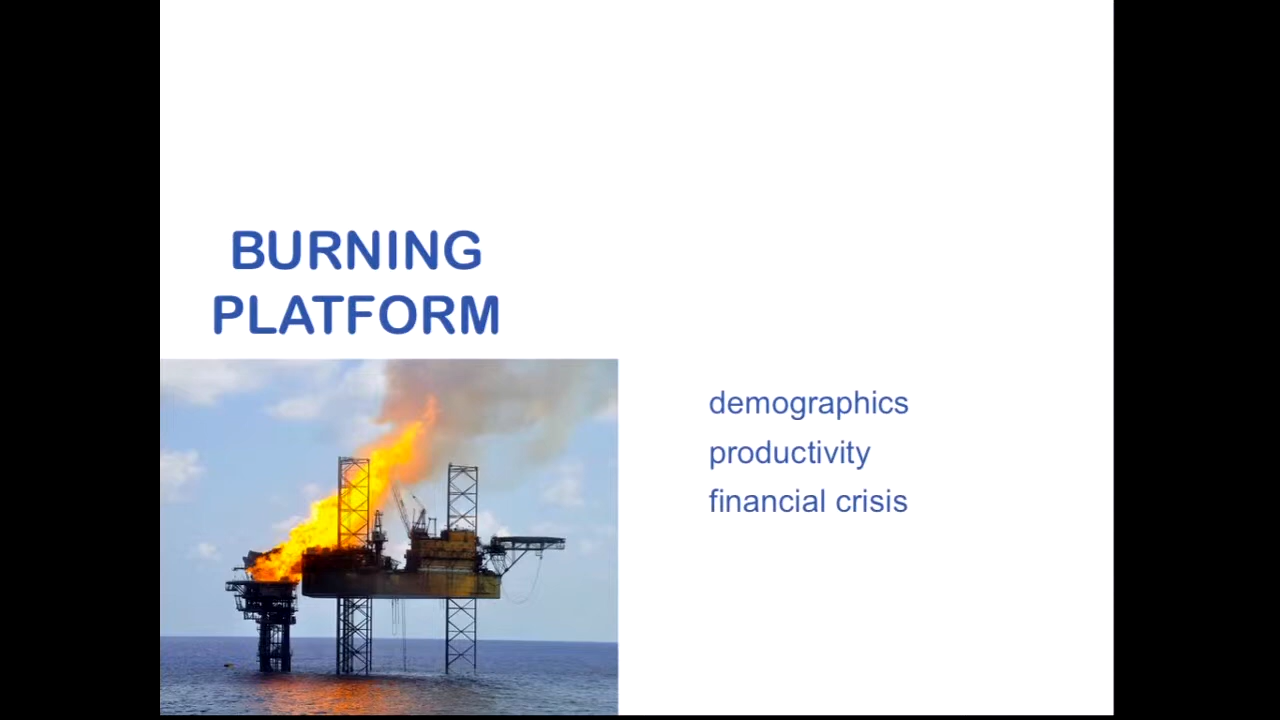 BURNING
PLATFORM
demographics
productivity
financial crisis